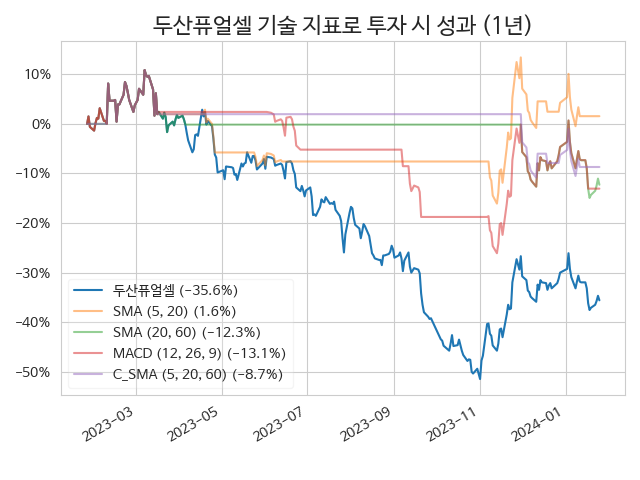 두산퓨얼셀 기술 지표로 투자 시 성과 (1년)
10%
0%
−10%
−20%
−30%
−40%
−50%
두산퓨얼셀 (−35.6%)
SMA (5, 20) (1.6%)
SMA (20, 60) (−12.3%)
MACD (12, 26, 9) (−13.1%)
C_SMA (5, 20, 60) (−8.7%)
2023−03
2023−05
2023−07
2023−09
2023−11
2024−01